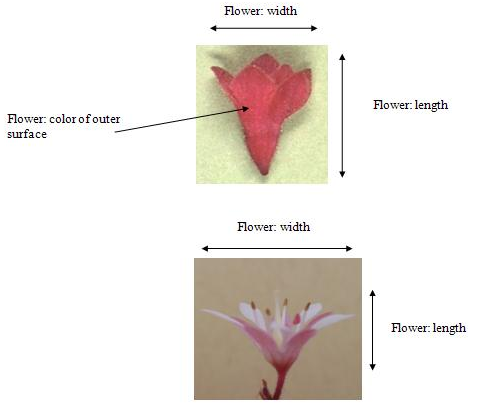 Flower: width
Flower: length
Flower: color of outer
surface
Flower: width
Flower: length